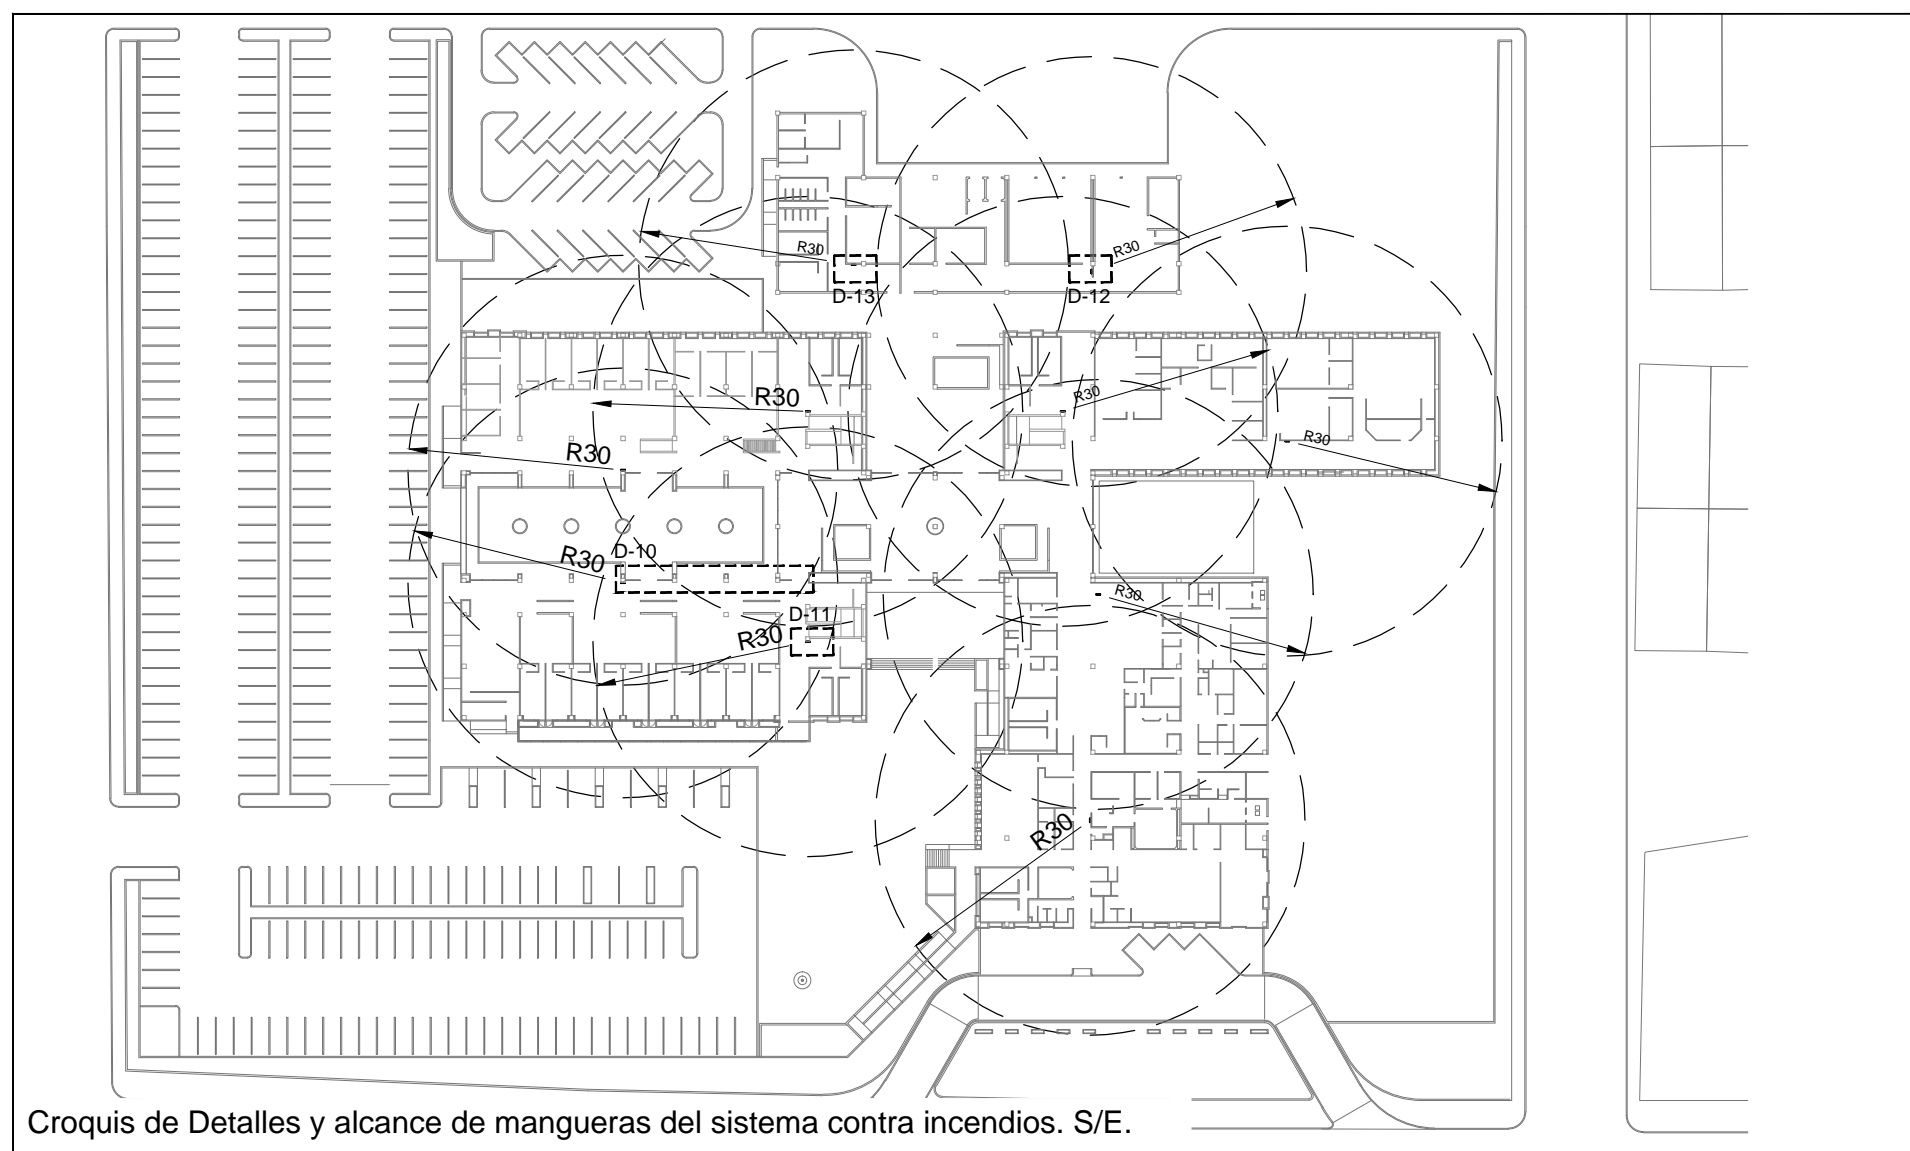 R30
R30
D-13
D-12
R30
R30
R30
R30
D-10
R30
R30
D-11
R30
R30
Croquis de Detalles y alcance de mangueras del sistema contra incendios. S/E.